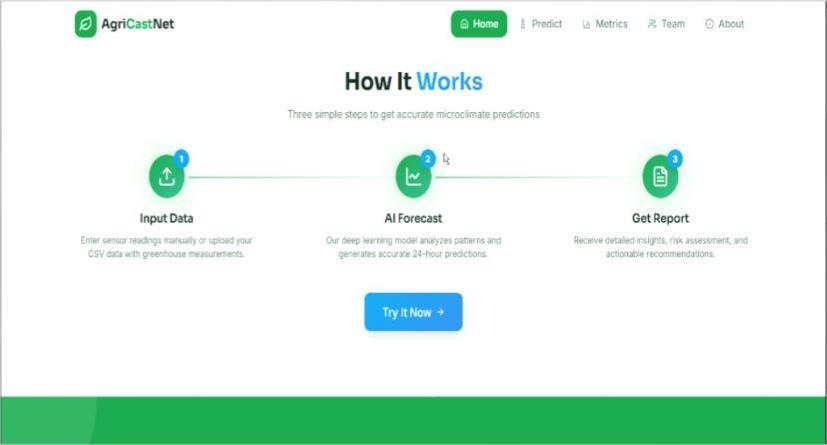 AgriCastNet
Home
Predict
Metrics
Team
About
How It Works
Three simple steps to get accurate microclimate predictions
1
2
3
Input Data
Enter sensor readings manually or upload your
CSV data with greenhouse measurements.
AI Forecast
Our deep learning model analyzes patterns and
generates accurate 24-hour predictions.
Get Report
Receive detailed insights, risk assessment, and
actionable recommendations.
Try It Now →